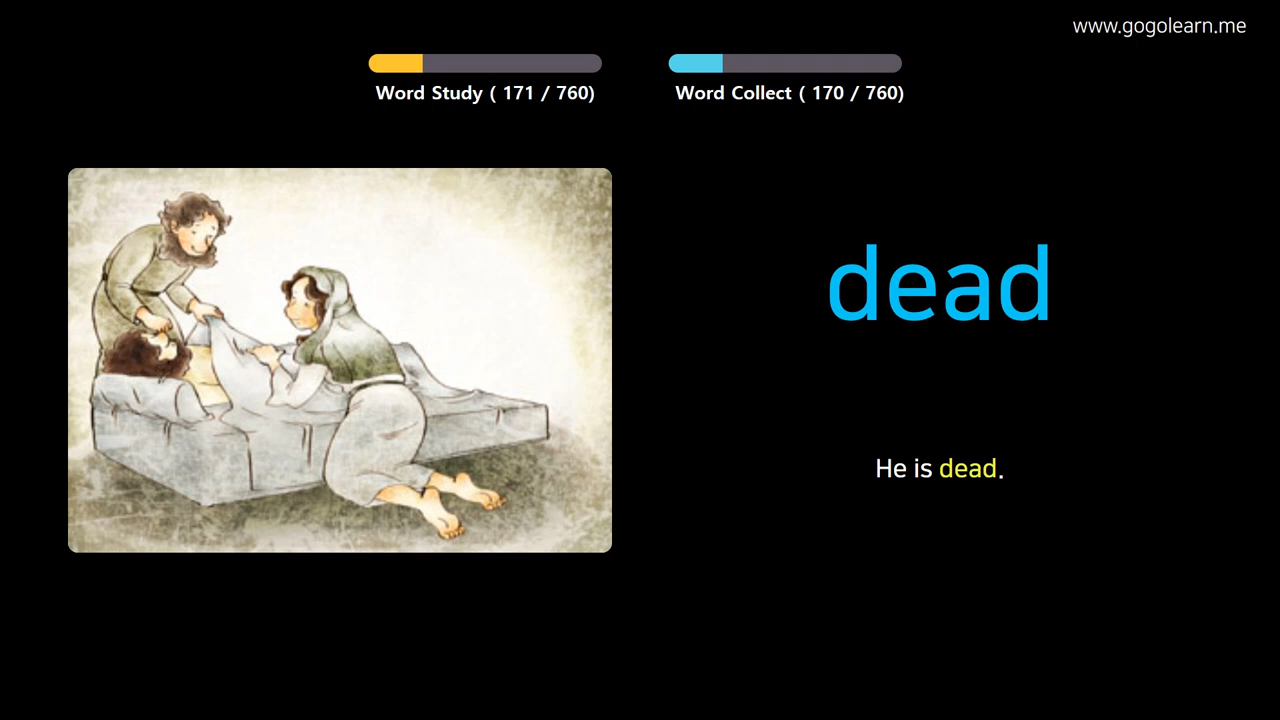 www.gogolearn.me
Word Study ( 171 / 760)
Word Collect ( 170 / 760)
dead
He is dead.